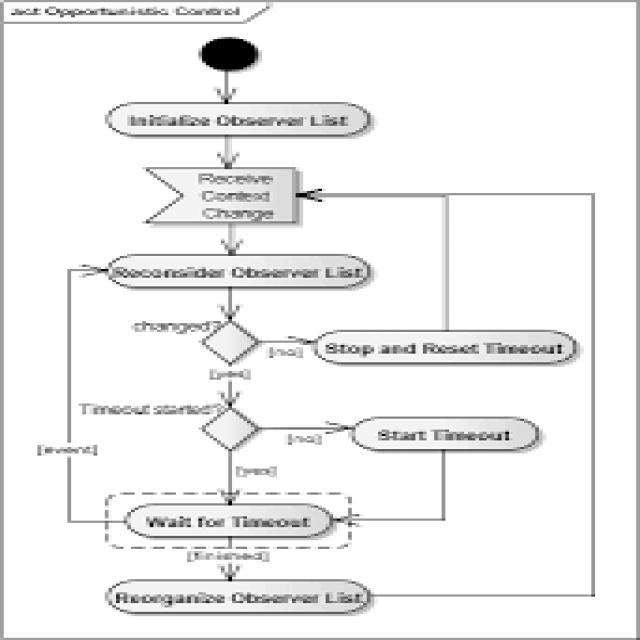 act Opportunistic Control
Initialize Observer List
Receive
Context
Change
Reconsider Observer List
changed?
[no]
Stop and Reset Timeout
[yes]
Timeout started?
[no]
Start Timeout
[event]
[yes]
Wait for Timeout
[finished]
Reorganize Observer List